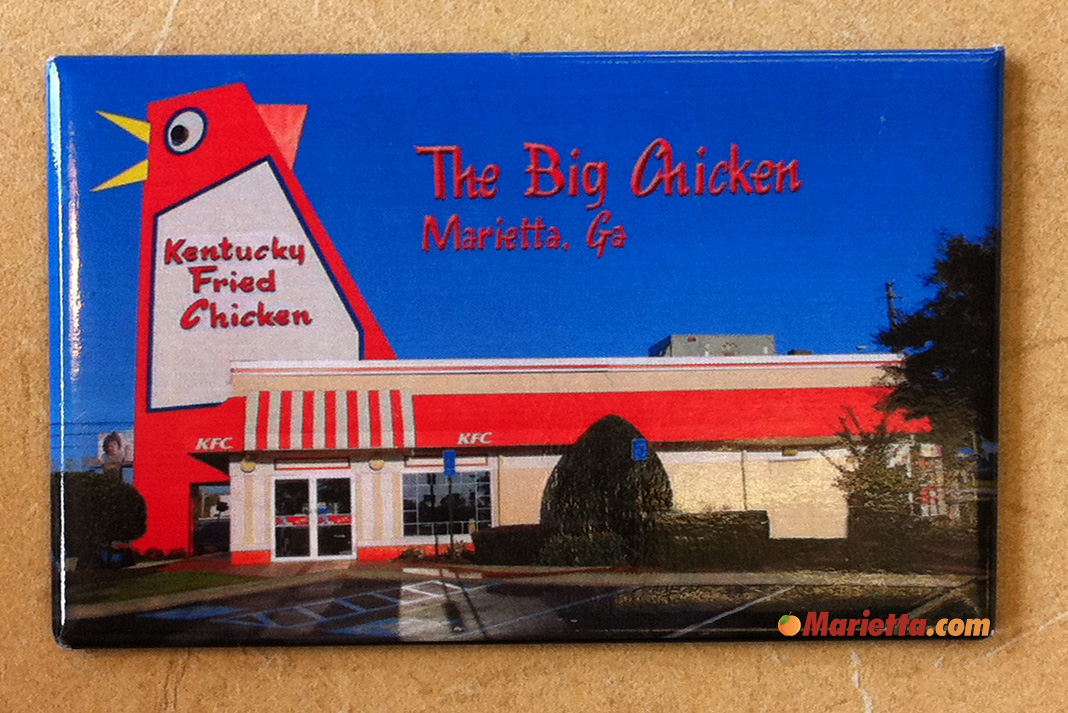 The Big Chicken
Marietta, Ga
Kentucky
Fried
Chicken
KFC
KFC
Marietta.com